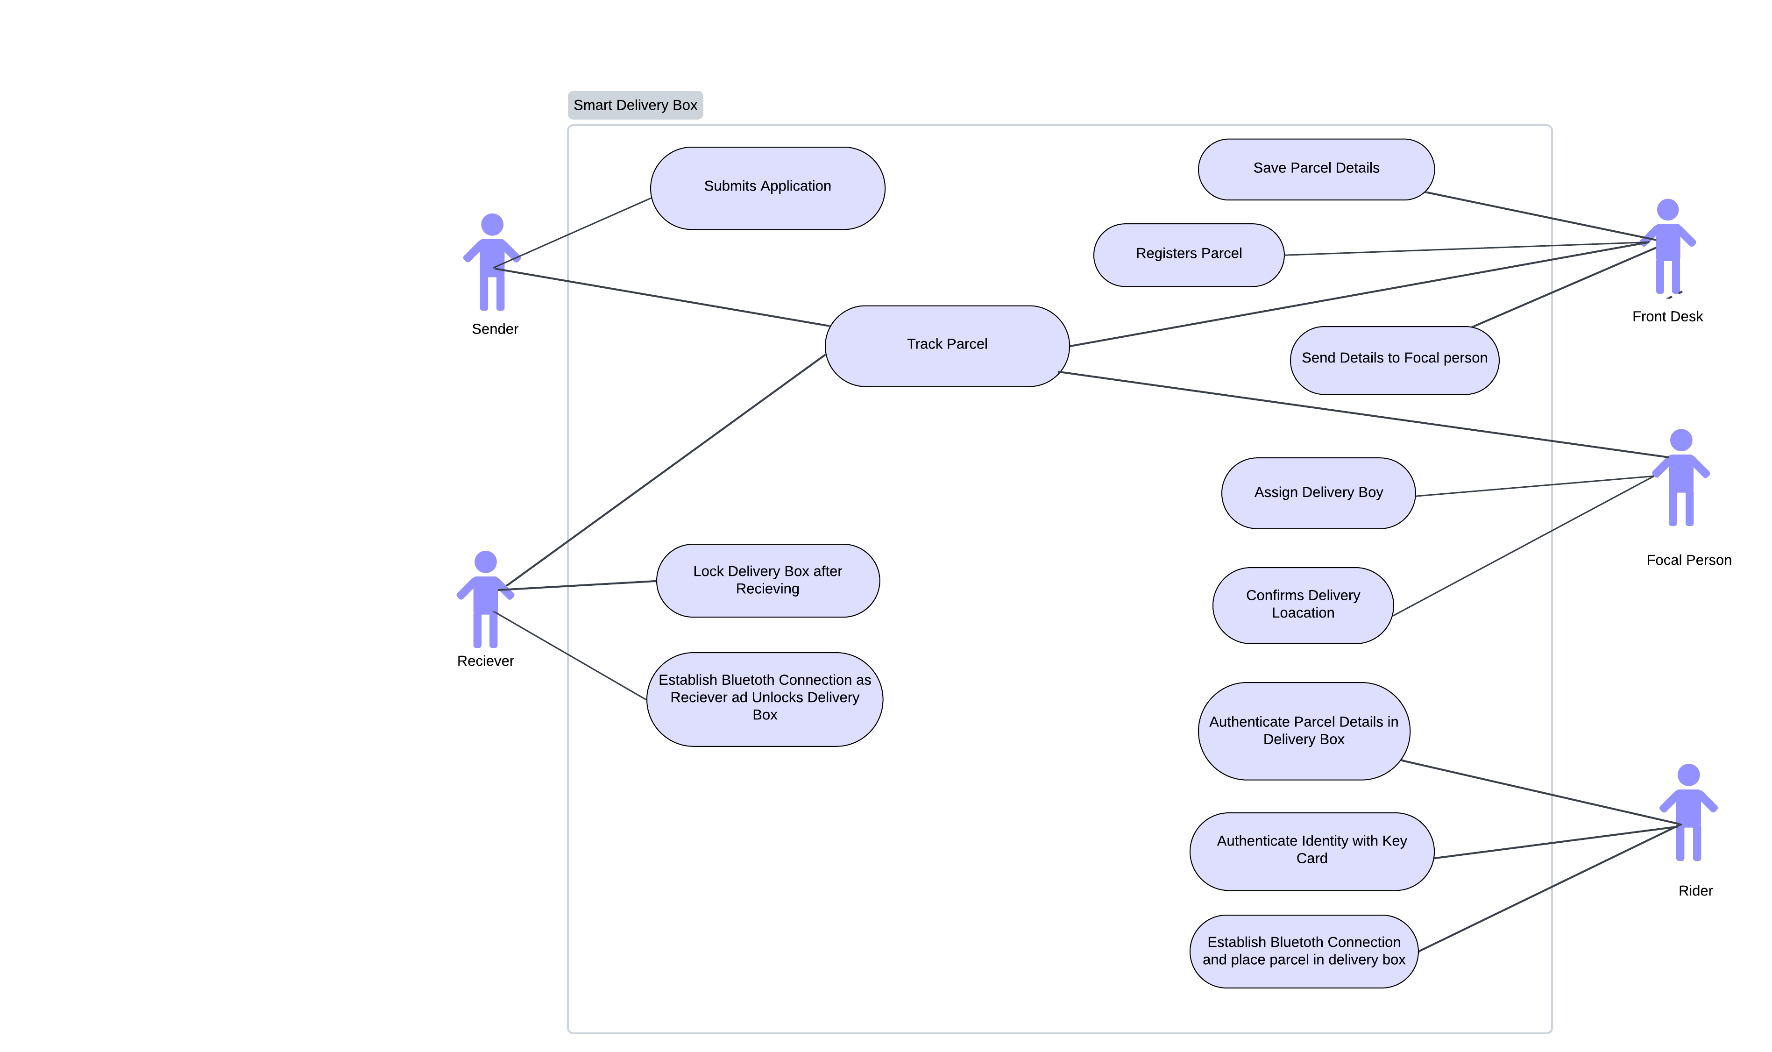 Smart Delivery Box
Submits Application
Save Parcel Details
Registers Parcel
Sender
Front Desk
Track Parcel
Send Details to Focal person
Assign Delivery Boy
Focal Person
Lock Delivery Box after
Recieving
Confirms Delivery
Loacation
Reciever
Establish Bluetoth Connection as
Reciever ad Unlocks Delivery
Box
Authenticate Parcel Details in
Delivery Box
Authenticate Identity with Key
Card
Rider
Establish Bluetoth Connection
and place parcel in delivery box